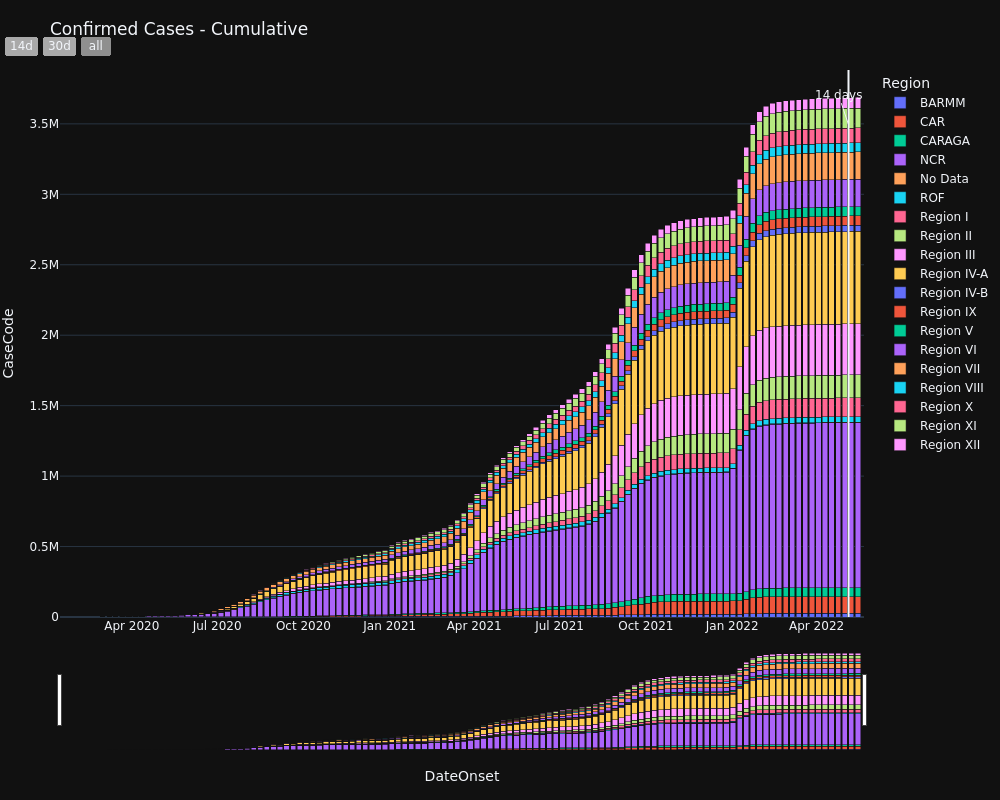 Confirmed Cases - Cumulative
14d 30d all
14 days
Region
BARMM
CAR
CARAGA
NCR
No Data
ROF
Region I
Region II
Region III
Region IV-A
Region IV-B
Region IX
Region V
Region VI
Region VII
Region VIII
Region X
Region XI
Region XII
CaseCode
3.5M
3M
2.5M
2M
1.5M
1M
0.5M
0
Apr 2020 Jul 2020 Oct 2020 Jan 2021 Apr 2021 Jul 2021 Oct 2021 Jan 2022 Apr 2022
DateOnset